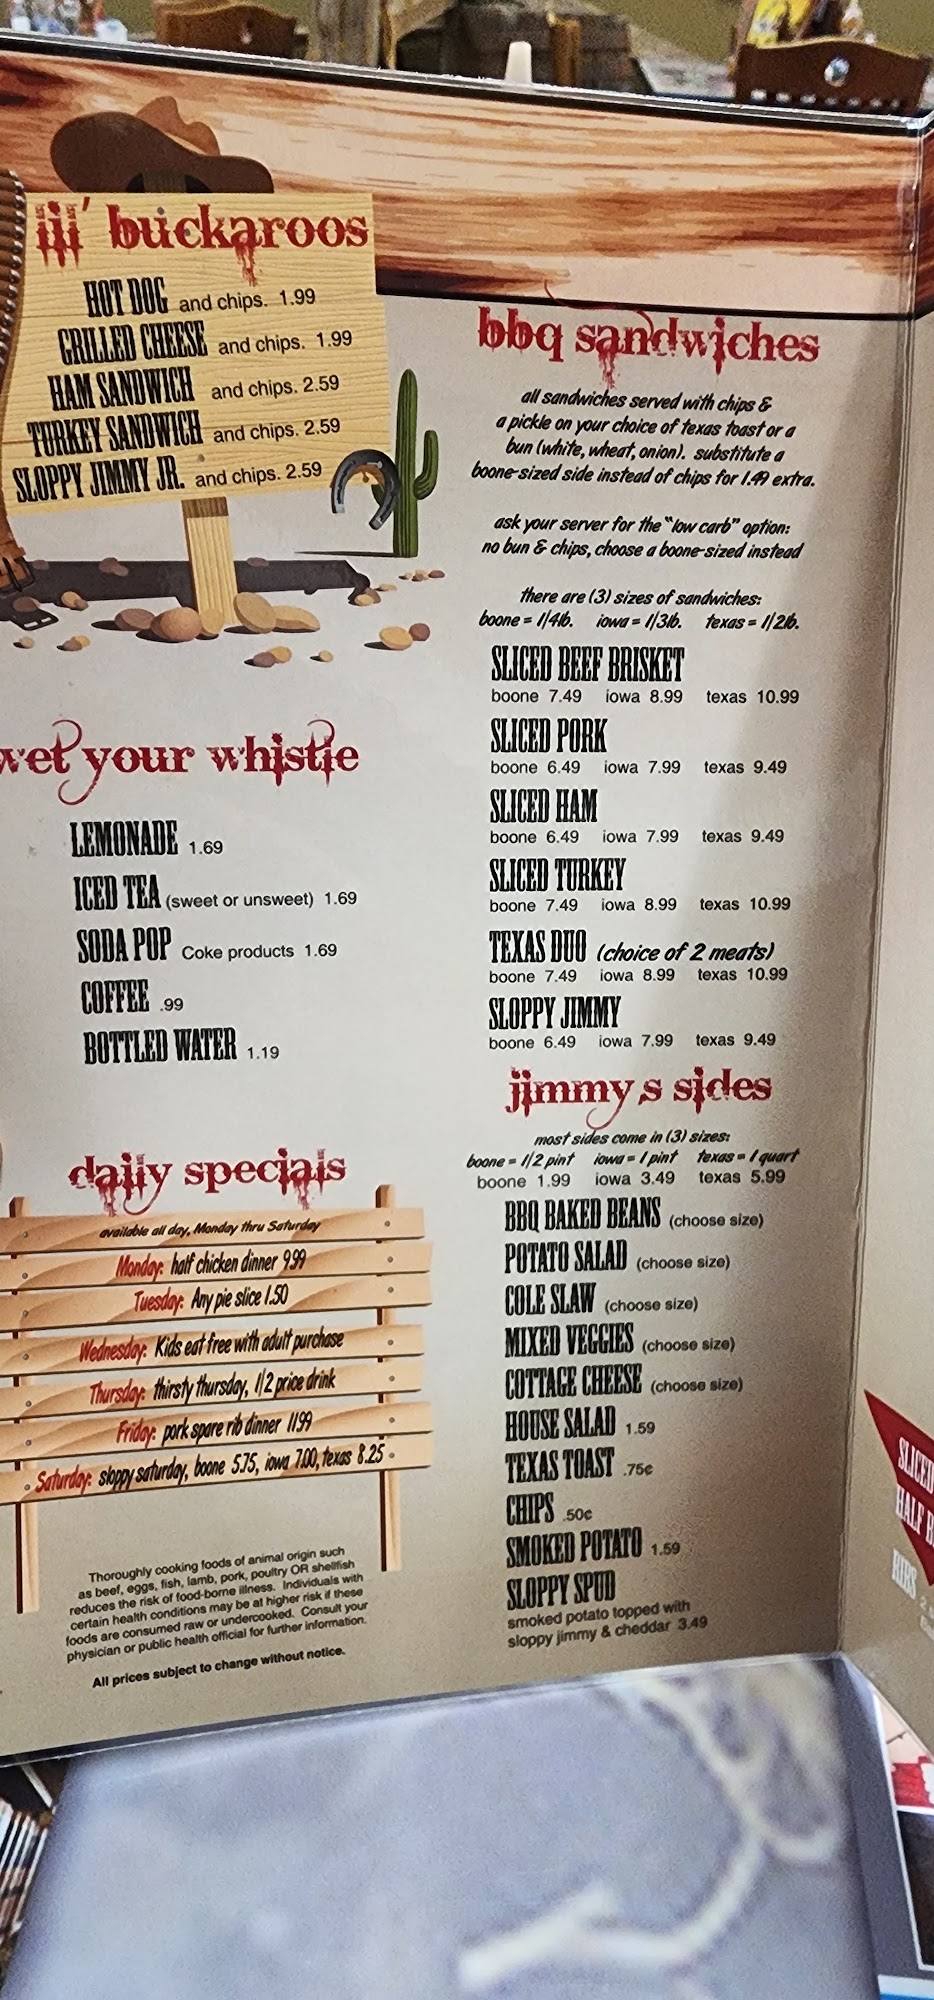 lil' buckaroos
HOT DOG and chips. 1.99
GRILLED CHEESE and chips. 1.99
HAM SANDWICH and chips. 2.59
TURKEY SANDWICH and chips. 2.59
SLOPPY JIMMY JR. and chips. 2.59
wet your whistle
LEMONADE 1.69
ICED TEA (sweet or unsweet) 1.69
SODA POP Coke products 1.69
COFFEE .99
BOTTLED WATER 1.19
daily specials
available all day, Monday thru Saturday
Monday: half chicken dinner 9.99
Tuesday: Any pie slice 1.50
Wednesday: Kids eat free with adult purchase
Thursday: thirsty thursday, 1/2 price drink
Friday: pork spare rib dinner 11.99
Saturday: sloppy saturday, boone 5.75, iowa 7.00, texas 8.25
Thoroughly cooking foods of animal origin such
as beef, eggs, fish, lamb, pork, poultry OR shellfish
reduces the risk of food-borne illness. Individuals with
certain health conditions may be at higher risk if these
foods are consumed raw or undercooked. Consult your
physician or public health official for further information.
All prices subject to change without notice.
bbq sandwiches
all sandwiches served with chips &
a pickle on your choice of texas toast or a
bun (white, wheat, onion). substitute a
boone-sized side instead of chips for 1.49 extra.
ask your server for the "low carb" option:
no bun & chips, choose a boone-sized instead
there are (3) sizes of sandwiches:
boone = 1/4lb. iowa = 1/3lb. texas = 1/2lb.
SLICED BEEF BRISKET
boone 7.49 iowa 8.99 texas 10.99
SLICED PORK
boone 6.49 iowa 7.99 texas 9.49
SLICED HAM
boone 6.49 iowa 7.99 texas 9.49
SLICED TURKEY
boone 7.49 iowa 8.99 texas 10.99
TEXAS DUO (choice of 2 meats)
boone 7.49 iowa 8.99 texas 10.99
SLOPPY JIMMY
boone 6.49 iowa 7.99 texas 9.49
jimmy,s sides
most sides come in (3) sizes:
boone = 1/2 pint iowa = 1 pint texas = 1 quart
boone 1.99 iowa 3.49 texas 5.99
BBQ BAKED BEANS (choose size)
POTATO SALAD (choose size)
COLE SLAW (choose size)
MIXED VEGGIES (choose size)
COTTAGE CHEESE (choose size)
HOUSE SALAD 1.59
TEXAS TOAST .75¢
CHIPS .50¢
SMOKED POTATO 1.59
SLOPPY SPUD
smoked potato topped with
sloppy jimmy & cheddar 3.49
SLICED
HALF
RIBS